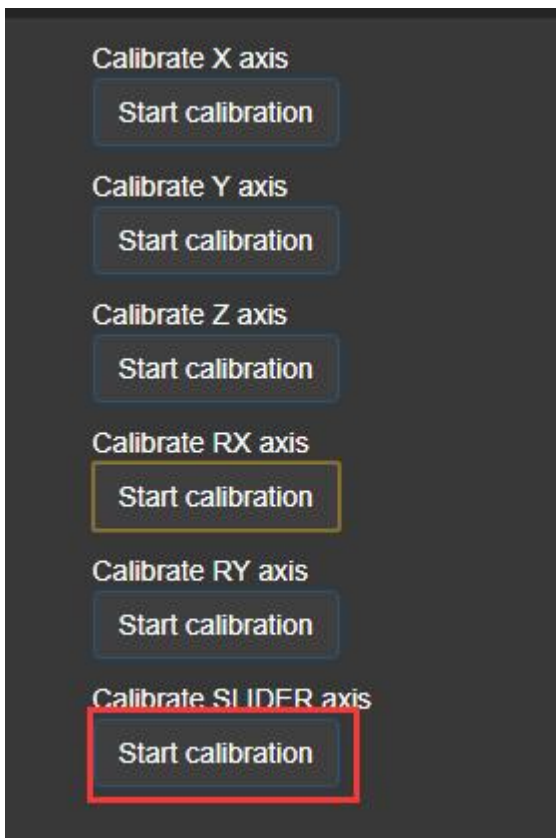 Calibrate X axis
Start calibration
Calibrate Y axis
Start calibration
Calibrate Z axis
Start calibration
Calibrate RX axis
Start calibration
Calibrate RY axis
Start calibration
Calibrate SLIDER axis
Start calibration